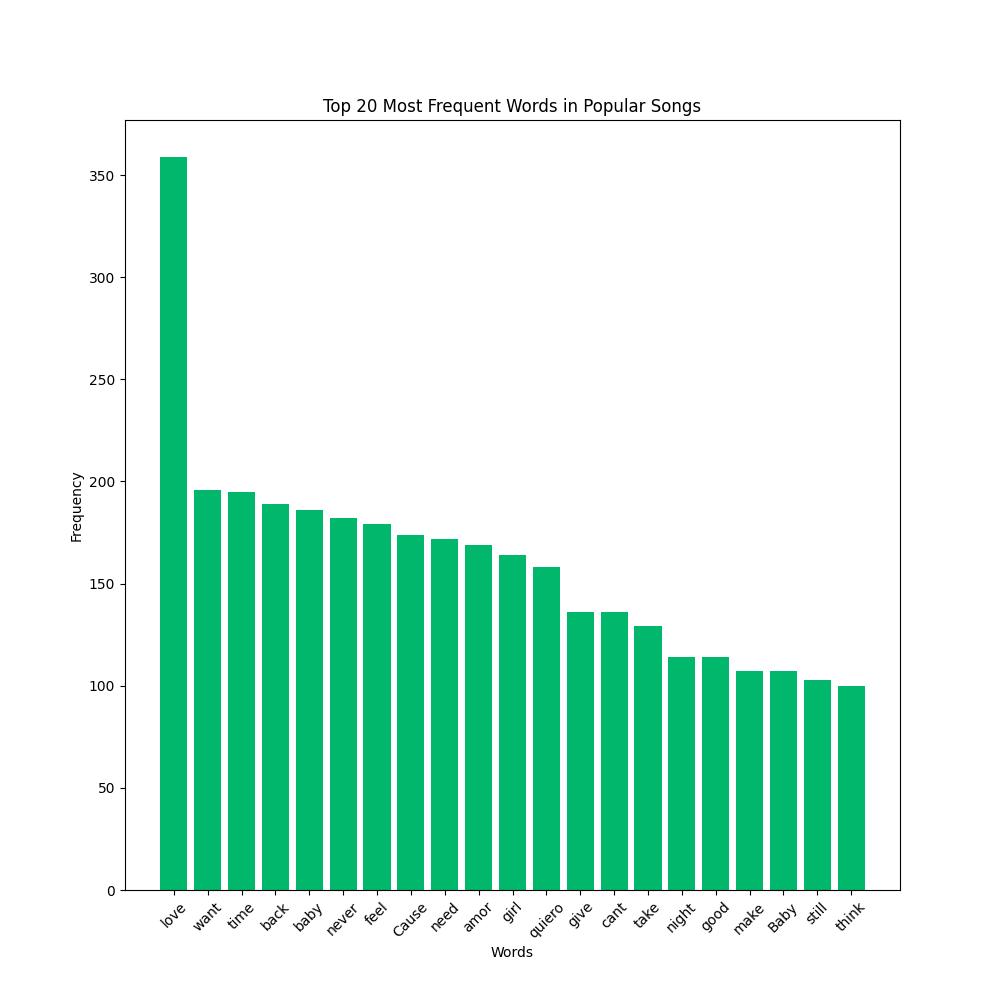 Top 20 Most Frequent Words in Popular Songs
350
300
250
200
150
100
50
0
Frequency
love want time back baby never feel Cause need amor girl quiero give cant take night good make Baby still think
Words